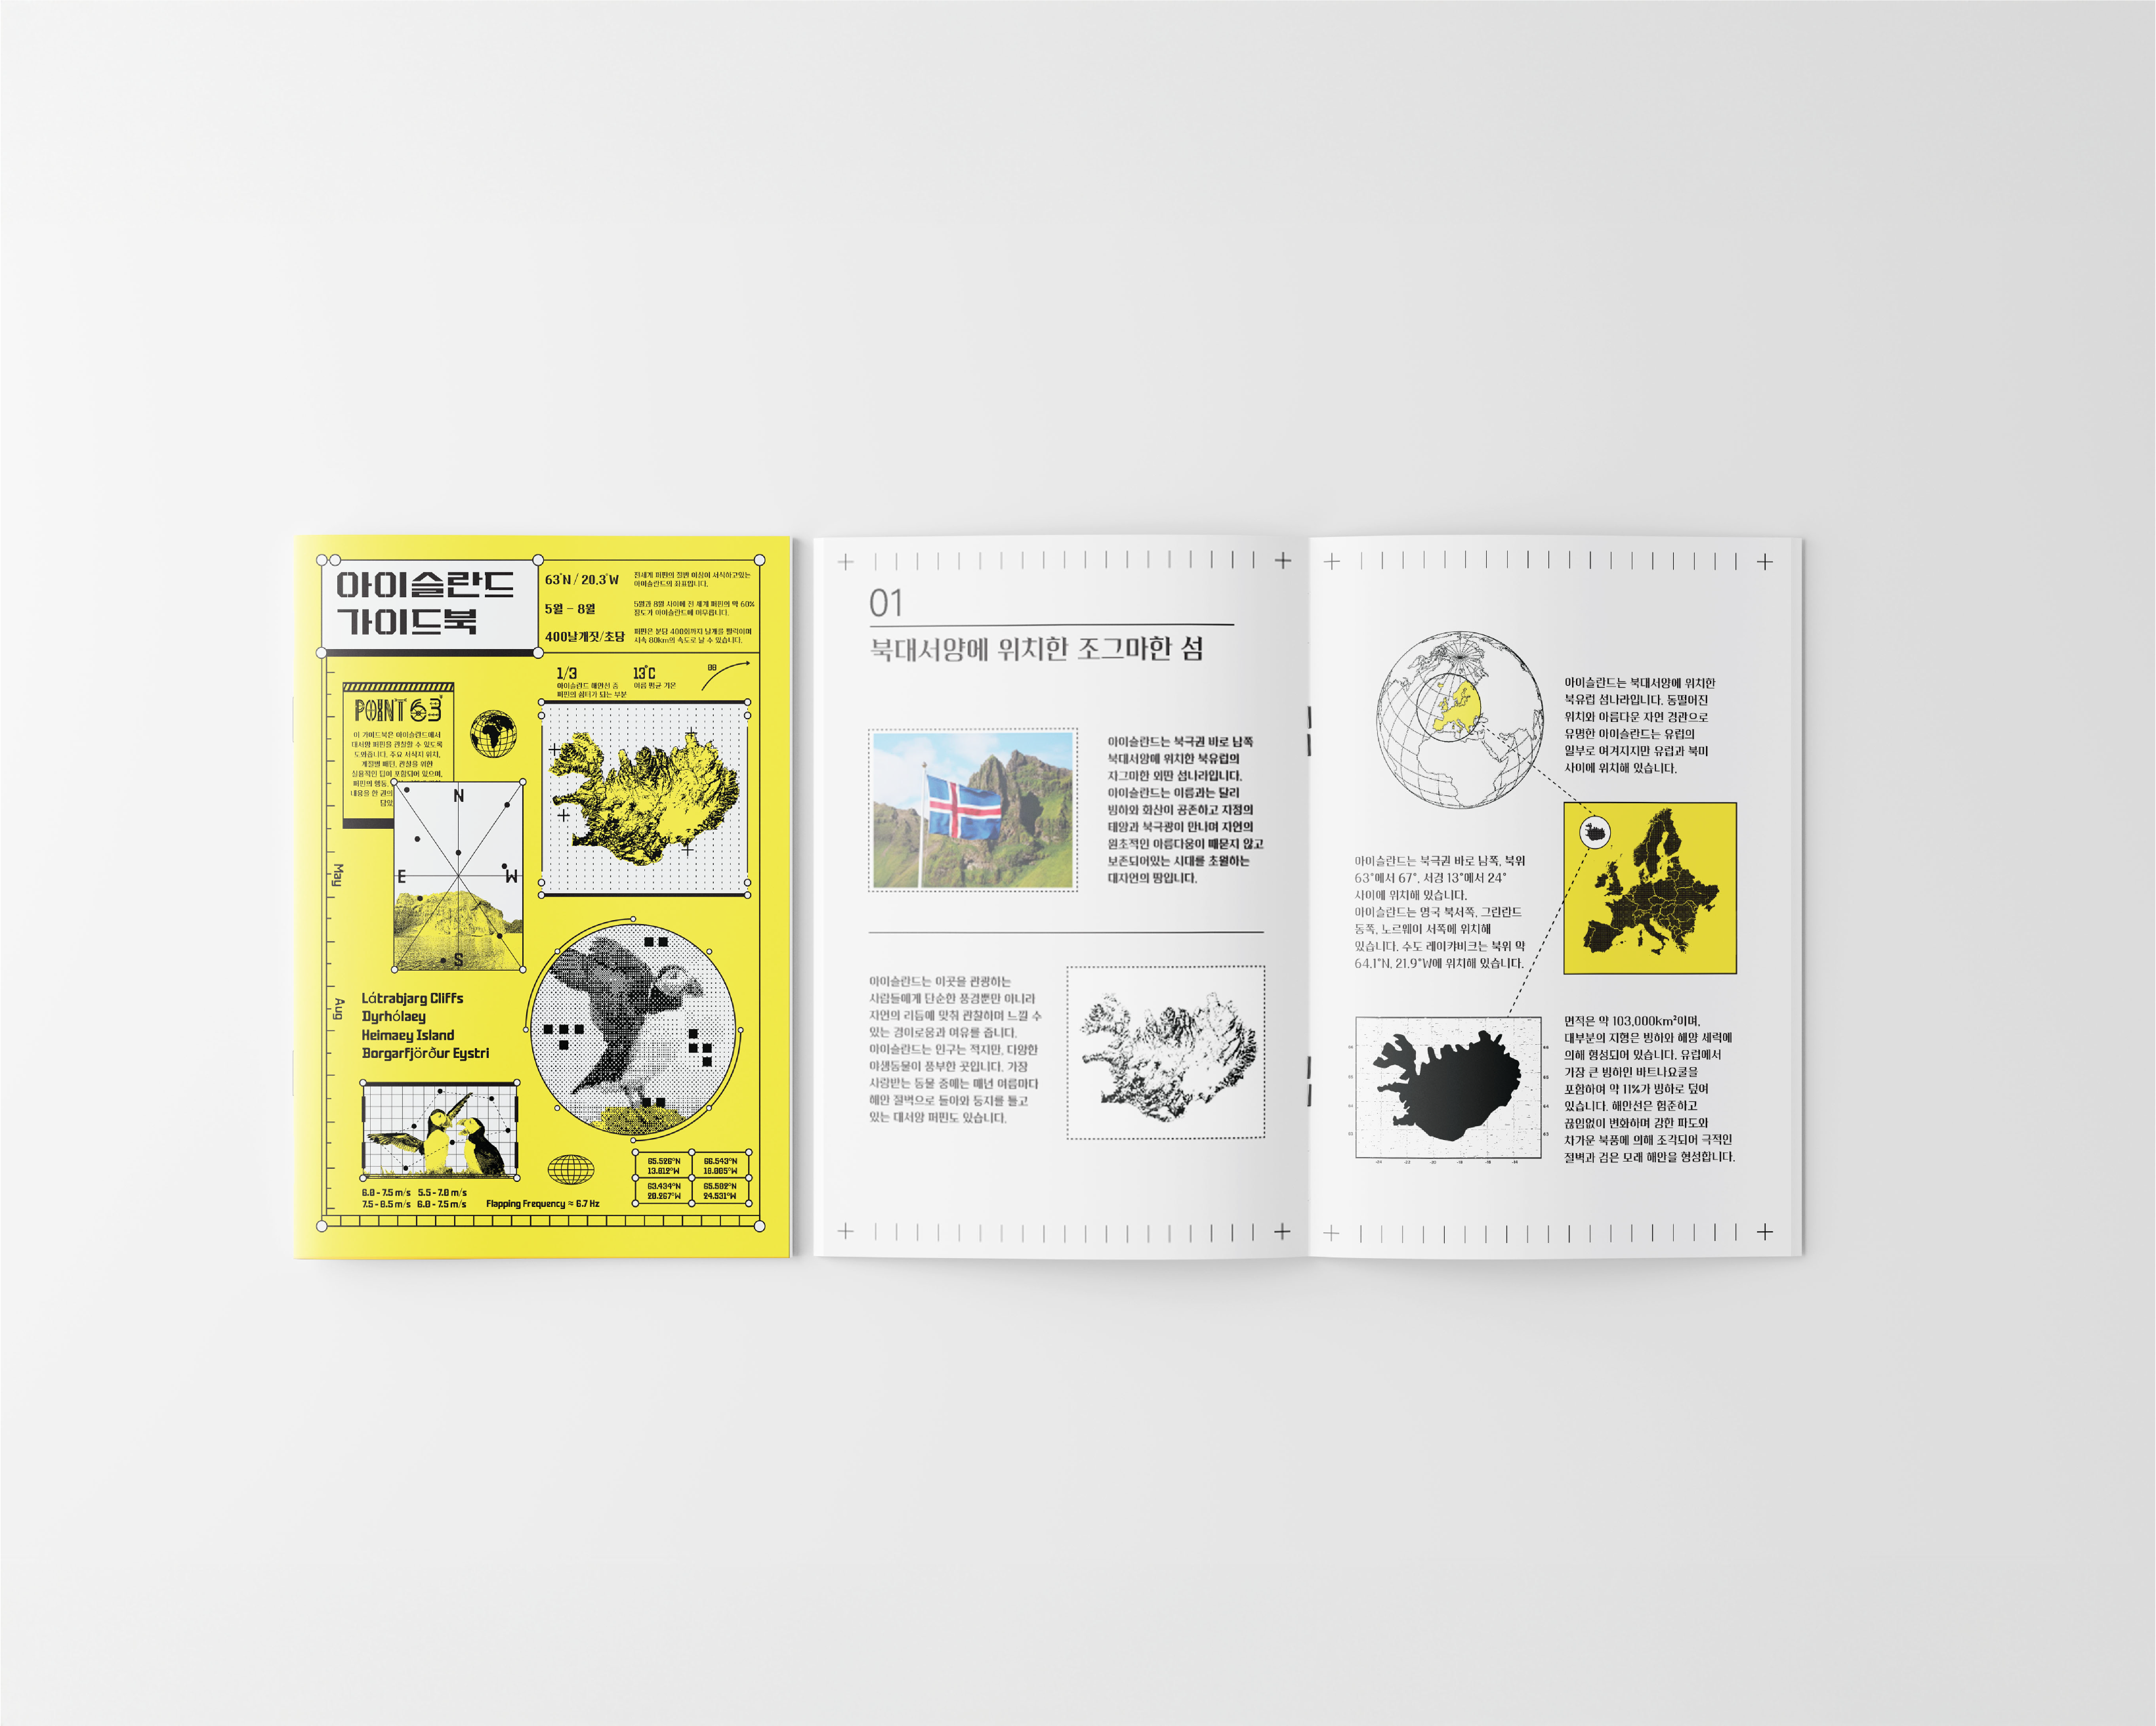 아이슬란드
가이드북
63°N / 20.3°W
전세계 퍼핀의 절반 이상이 서식하고있는
아이슬란드의 좌표입니다.
5월 – 8월
5월과 8월 사이에 전 세계 퍼핀의 약 60%
정도가 아이슬란드에 머무릅니다.
400날개짓/초당
퍼핀은 분당 400회까지 날개를 펄럭이며
시속 80km의 속도로 날 수 있습니다.
1/3
아이슬란드 해안선 중
퍼핀의 쉼터가 되는 부분
13°C
여름 평균 기온
POINT 63°
이 가이드북은 아이슬란드에서
대서양 퍼핀을 관찰할 수 있도록
도와줍니다. 주요 서식지 위치,
계절별 패턴, 관찰을 위한
실용적인 팁이 포함되어 있으며,
퍼핀의 행동,
내용을 한 권의
담았
N
E
W
S
May
Aug
Látrabjarg Cliffs
Dyrhólaey
Heimaey Island
Borgarfjörður Eystri
6.0 - 7.5 m/s 5.5 - 7.0 m/s
7.5 - 8.5 m/s 6.0 - 7.5 m/s
Flapping Frequency ≈ 6.7 Hz
65.526°N
13.812°W
66.543°N
18.005°W
63.434°N
20.267°W
65.502°N
24.531°W
01
북대서양에 위치한 조그마한 섬
아이슬란드는 북극권 바로 남쪽
북대서양에 위치한 북유럽의
자그마한 외딴 섬나라입니다.
아이슬란드는 이름과는 달리
빙하와 화산이 공존하고 자정의
태양과 북극광이 만나며 자연의
원초적인 아름다움이 때묻지 않고
보존되어있는 시대를 초월하는
대자연의 땅입니다.
아이슬란드는 이곳을 관광하는
사람들에게 단순한 풍경뿐만 아니라
자연의 리듬에 맞춰 관찰하며 느낄 수
있는 경이로움과 여유를 줍니다.
아이슬란드는 인구는 적지만, 다양한
야생동물이 풍부한 곳입니다. 가장
사랑받는 동물 중에는 매년 여름마다
해안 절벽으로 돌아와 둥지를 틀고
있는 대서양 퍼핀도 있습니다.
아이슬란드는 북대서양에 위치한
북유럽 섬나라입니다. 동떨어진
위치와 아름다운 자연 경관으로
유명한 아이슬란드는 유럽의
일부로 여겨지지만 유럽과 북미
사이에 위치해 있습니다.
아이슬란드는 북극권 바로 남쪽, 북위
63°에서 67°, 서경 13°에서 24°
사이에 위치해 있습니다.
아이슬란드는 영국 북서쪽, 그린란드
동쪽, 노르웨이 서쪽에 위치해
있습니다. 수도 레이캬비크는 북위 약
64.1°N, 21.9°W에 위치해 있습니다.
면적은 약 103,000km²이며,
대부분의 지형은 빙하와 해양 세력에
의해 형성되어 있습니다. 유럽에서
가장 큰 빙하인 바트나요쿨을
포함하여 약 11%가 빙하로 덮여
있습니다. 해안선은 험준하고
끊임없이 변화하며 강한 파도와
차가운 북풍에 의해 조각되어 극적인
절벽과 검은 모래 해안을 형성합니다.